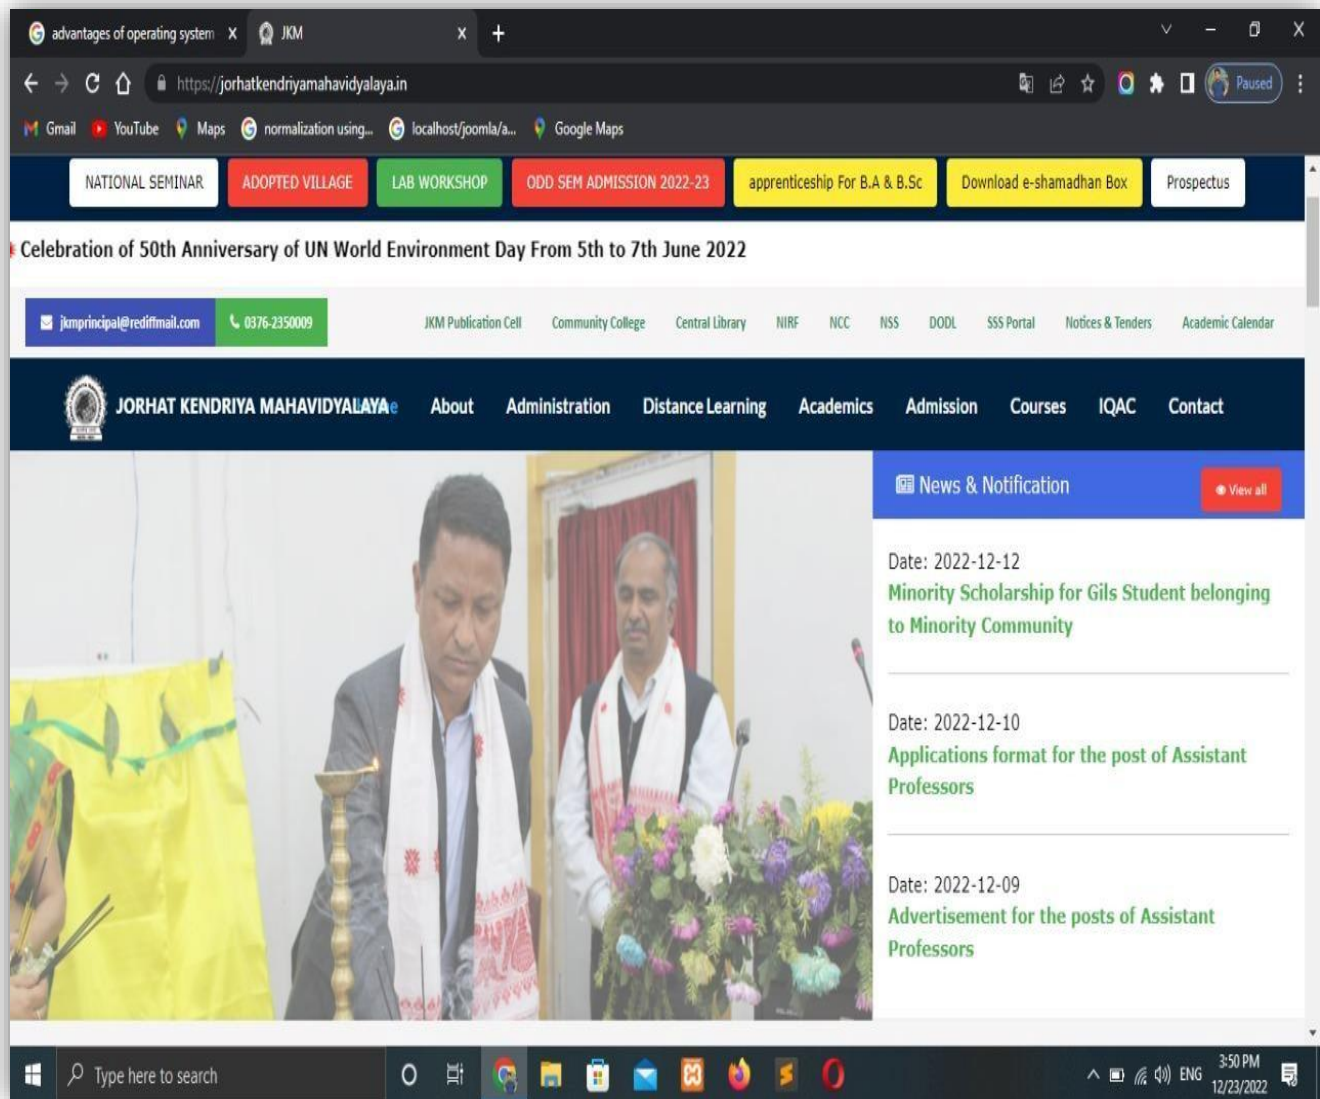 advantages of operating system
JKM
https://jorhatkendriyamahavidyalaya.in
Paused
Gmail YouTube Maps normalization using... localhost/joomla/a... Google Maps
NATIONAL SEMINAR ADOPTED VILLAGE LAB WORKSHOP ODD SEM ADMISSION 2022-23 apprenticeship For B.A & B.Sc Download e-shamadhan Box Prospectus
Celebration of 50th Anniversary of UN World Environment Day From 5th to 7th June 2022
jkmprincipal@rediffmail.com 0376-2350009 JKM Publication Cell Community College Central Library NIRF NCC NSS DODL SSS Portal Notices & Tenders Academic Calendar
JORHAT KENDRIYA MAHAVIDYALAYA About Administration Distance Learning Academics Admission Courses IQAC Contact
News & Notification
View all
Date: 2022-12-12
Minority Scholarship for Gils Student belonging
to Minority Community
Date: 2022-12-10
Applications format for the post of Assistant
Professors
Date: 2022-12-09
Advertisement for the posts of Assistant
Professors
Type here to search
ENG
3:50 PM
12/23/2022